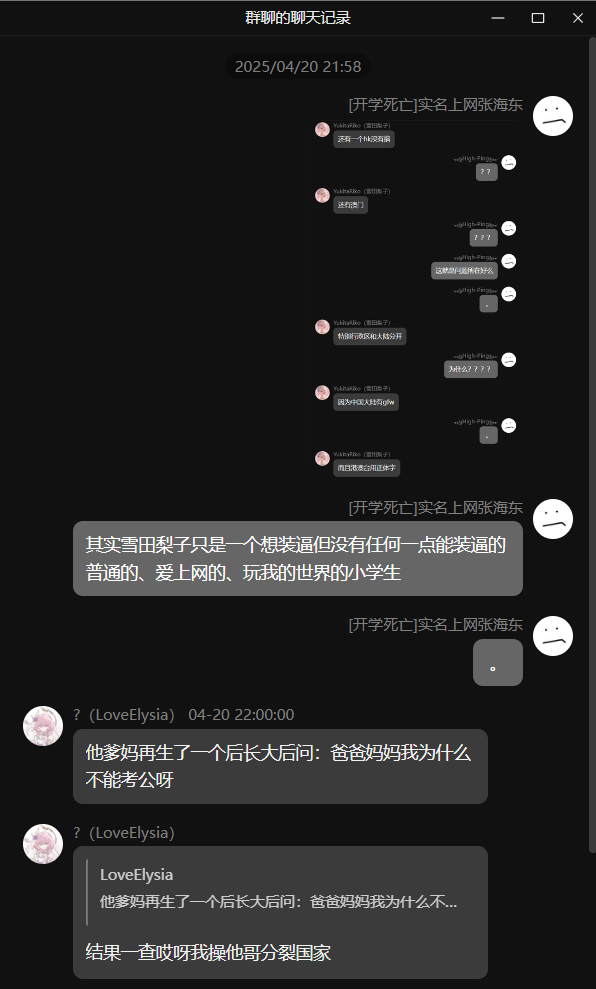 群聊的聊天记录
2025/04/20 21:58
[开学死亡]实名上网张海东
YukitaRiko（雪田梨子）
还有一个hk没有搞
？？
YukitaRiko（雪田梨子）
还有澳门
？？？
这就是问题所在好么
。
YukitaRiko（雪田梨子）
特别行政区和大陆分开
为什么？？？？
YukitaRiko（雪田梨子）
因为中国大陆有gfw
。
YukitaRiko（雪田梨子）
而且港澳台用正体字
[开学死亡]实名上网张海东
其实雪田梨子只是一个想装逼但没有任何一点能装逼的
普通的、爱上网的、玩我的世界的小学生
[开学死亡]实名上网张海东
。
?（LoveElysia） 04-20 22:00:00
他爹妈再生了一个后长大后问：爸爸妈妈我为什么
不能考公呀
?（LoveElysia）
LoveElysia
他爹妈再生了一个后长大后问：爸爸妈妈我为什么不...
结果一查哎呀我操他哥分裂国家